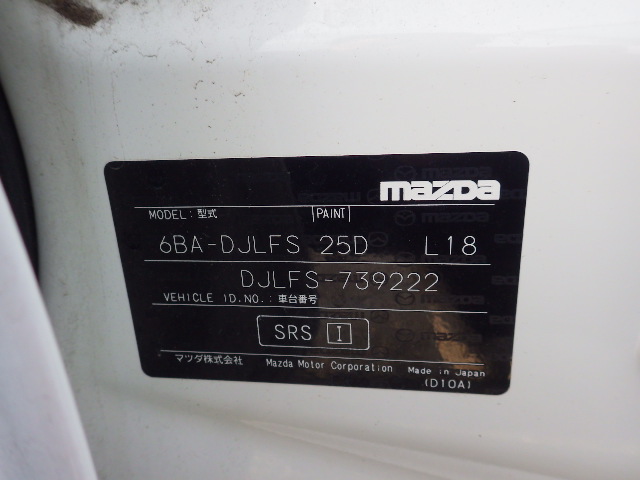 mazda
MODEL:型式 PAINT
6BA-DJLFS 25D L18
DJLFS-739222
VEHICLE ID.NO.:車台番号
SRS I
マツダ株式会社 Mazda Motor Corporation Made in Japan
(D10A)